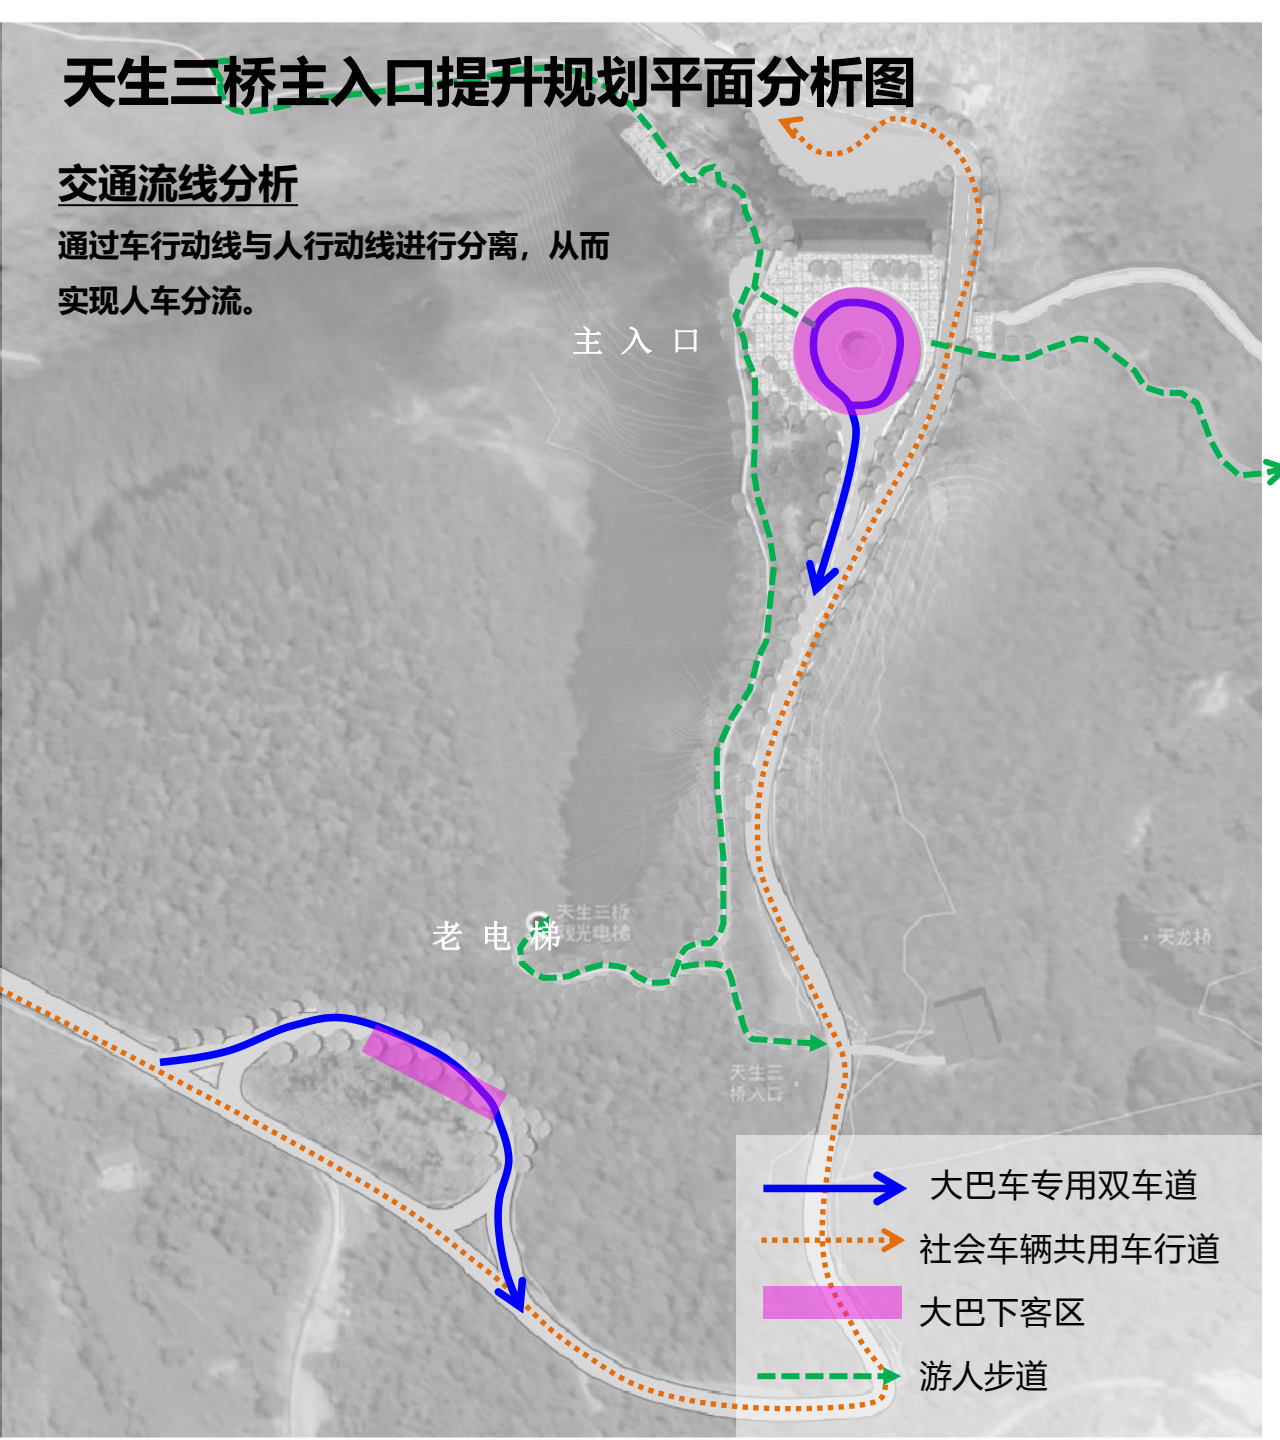 天生三桥主入口提升规划平面分析图
交通流线分析
通过车行动线与人行动线进行分离，从而
实现人车分流。
主入口
天生三桥
观光电梯
老电梯
天龙桥
天生三
桥入口
大巴车专用双车道
社会车辆共用车行道
大巴下客区
游人步道